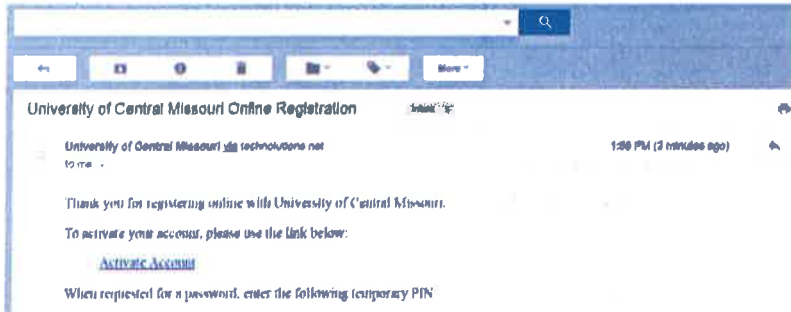 More
University of Central Missouri Online Registration
University of Central Missouri via technolutions net
1:56 PM (2 minutes ago)
to me
Thank you for registering online with University of Central Missouri.
To activate your account, please use the link below:
Activate Account
When requested for a password, enter the following temporary PIN